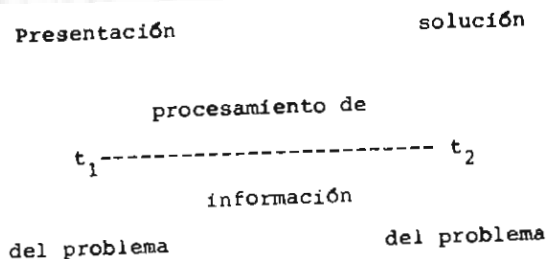 Presentación solución
procesamiento de
t₁------------------------- t₂
información
del problema del problema